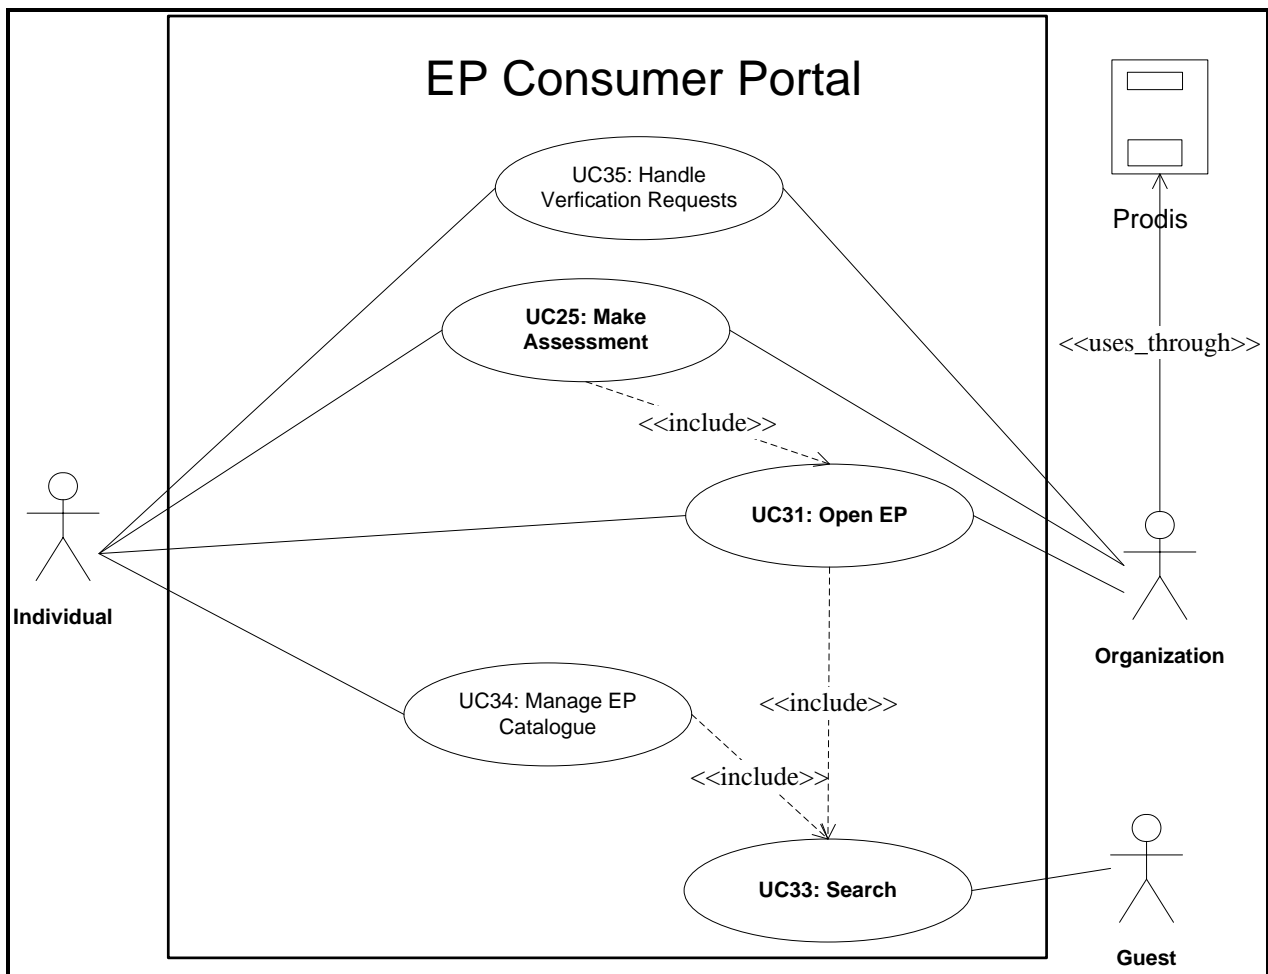 EP Consumer Portal
UC35: Handle
Verfication Requests
Prodis
UC25: Make
Assessment
<<uses_through>>
<<include>>
UC31: Open EP
Individual
Organization
UC34: Manage EP
Catalogue
<<include>>
<<include>>
UC33: Search
Guest